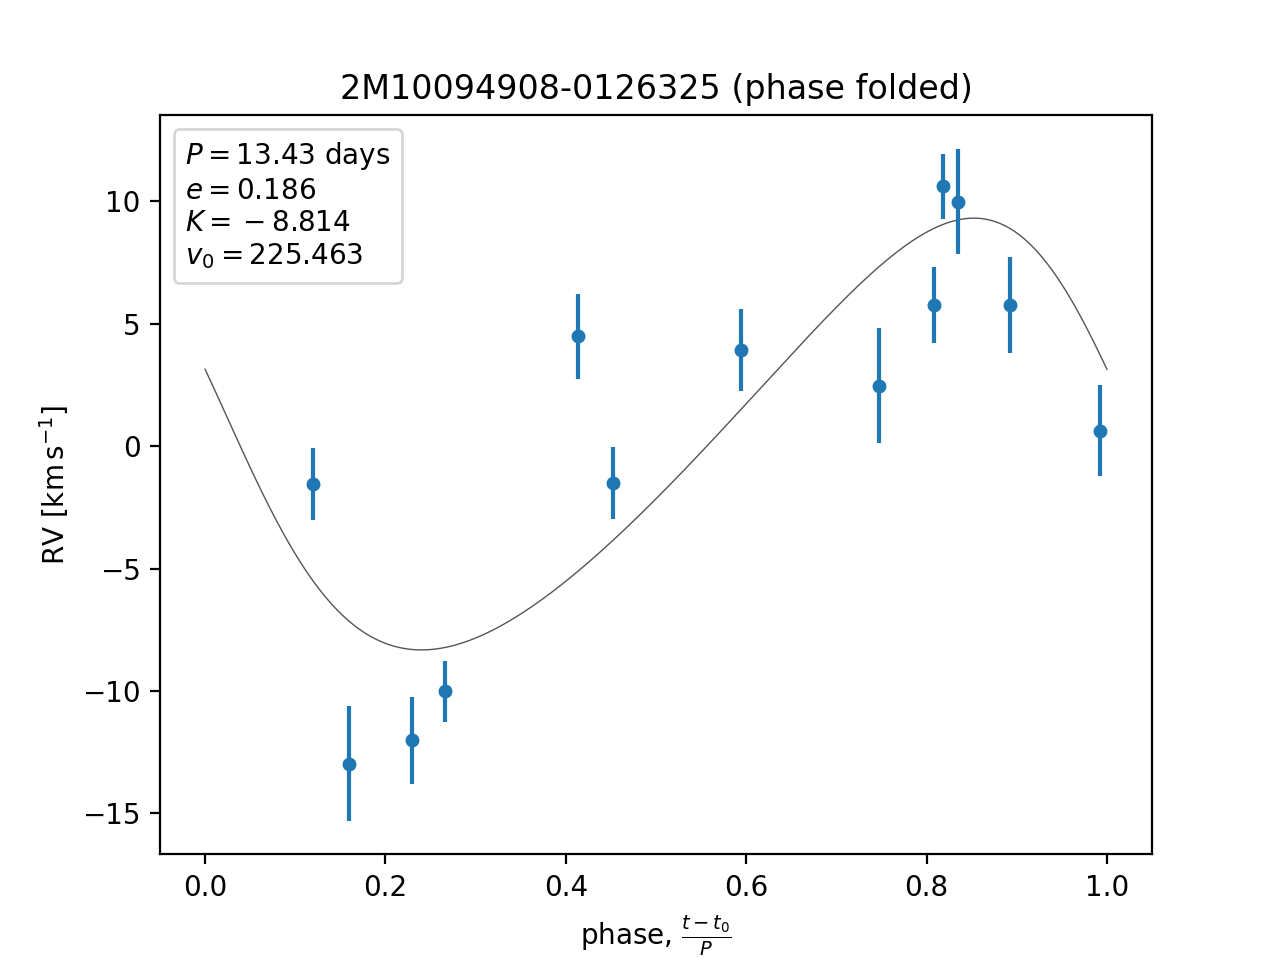 2M10094908-0126325 (phase folded)
P = 13.43 days
e = 0.186
K = −8.814
v₀ = 225.463
RV [km s⁻¹]
10
5
0
−5
−10
−15
0.0 0.2 0.4 0.6 0.8 1.0
phase, (t − t₀)/P